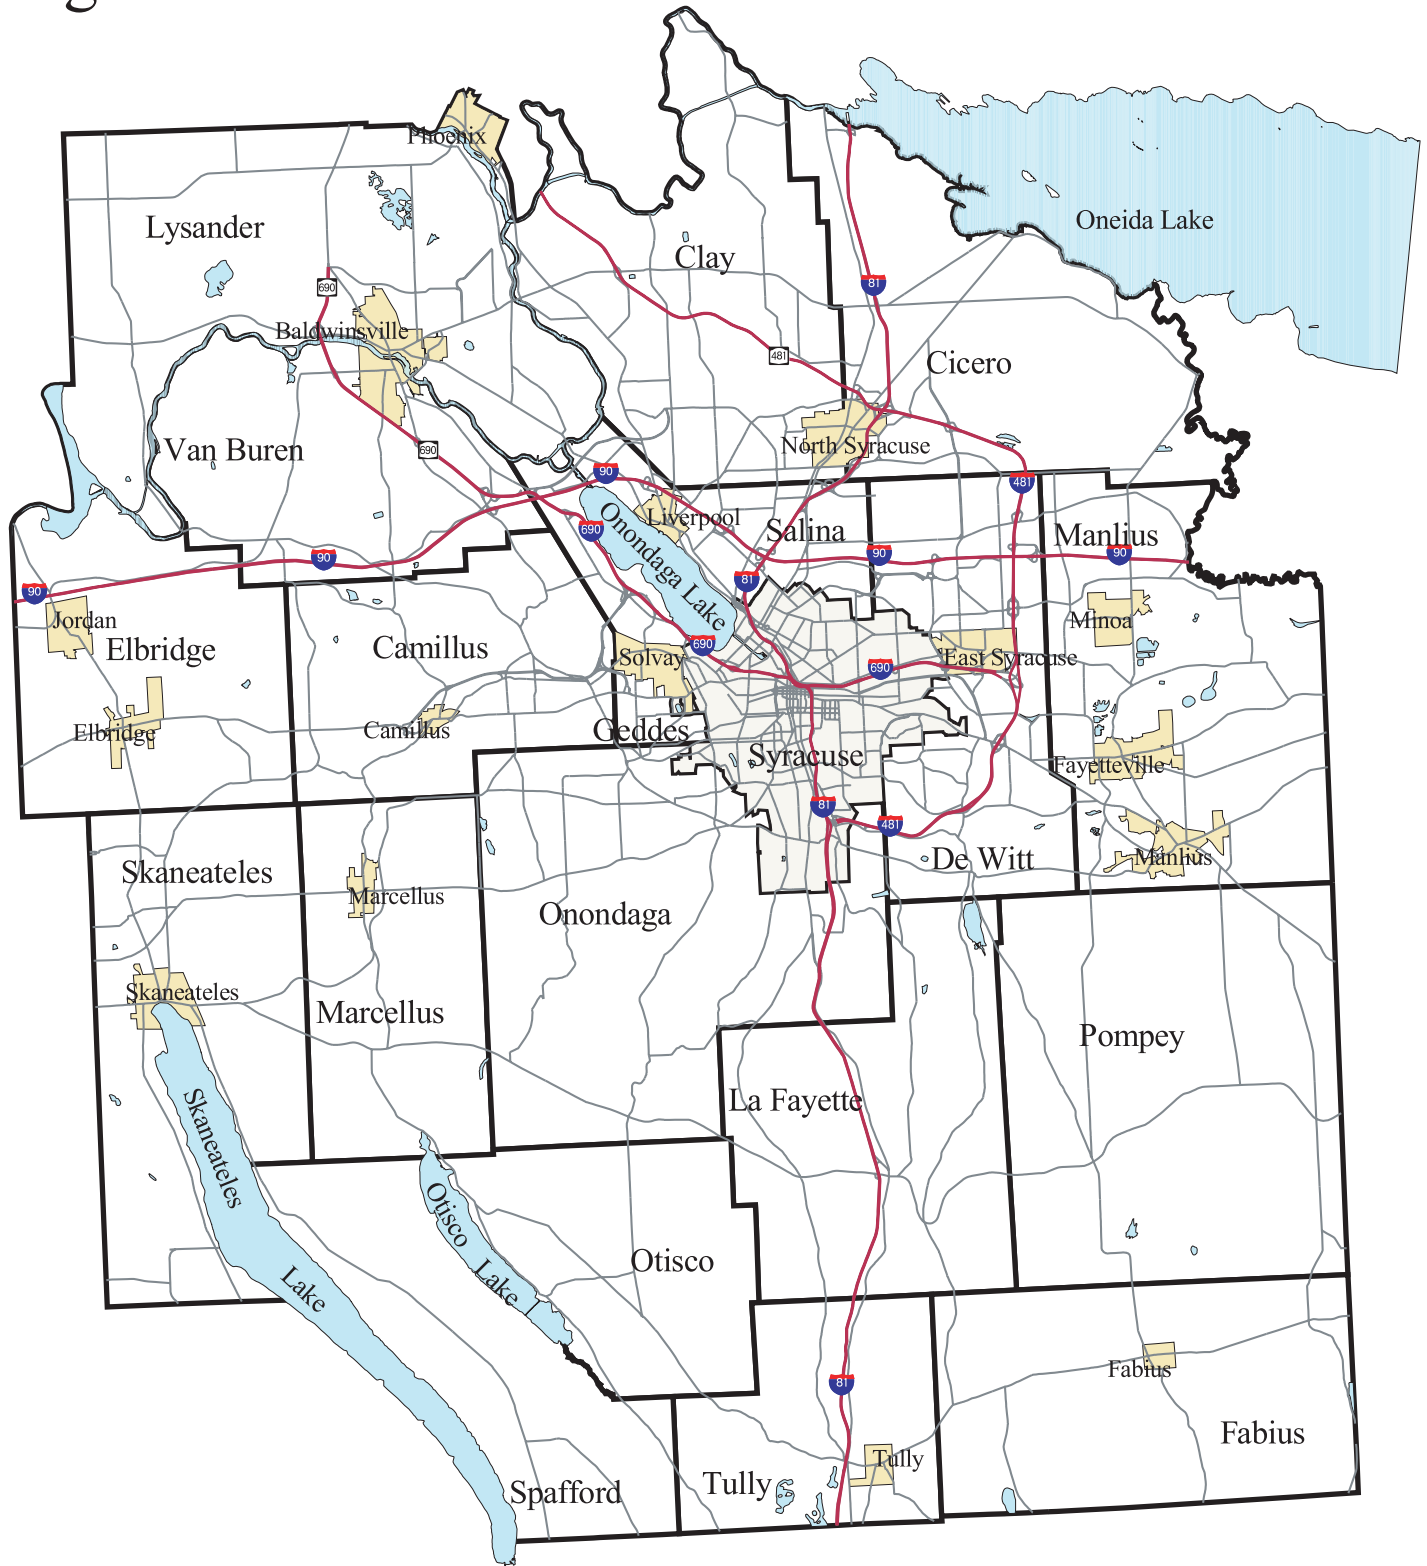 g
Phoenix
Lysander
Oneida Lake
Clay
81
690
Baldwinsville
481
Cicero
Van Buren
690
North Syracuse
90
481
Liverpool
690
Onondaga Lake
Salina
Manlius
90
90
90
81
90
Jordan
Elbridge
Camillus
Minoa
690
Solvay
690
East Syracuse
Elbridge
Camillus
Geddes
Syracuse
Fayetteville
81
481
De Witt
Manlius
Skaneateles
Marcellus
Onondaga
Skaneateles
Marcellus
Pompey
La Fayette
Skaneateles
Lake
Otisco
Lake
Otisco
81
Fabius
Fabius
Tully
Tully
Spafford